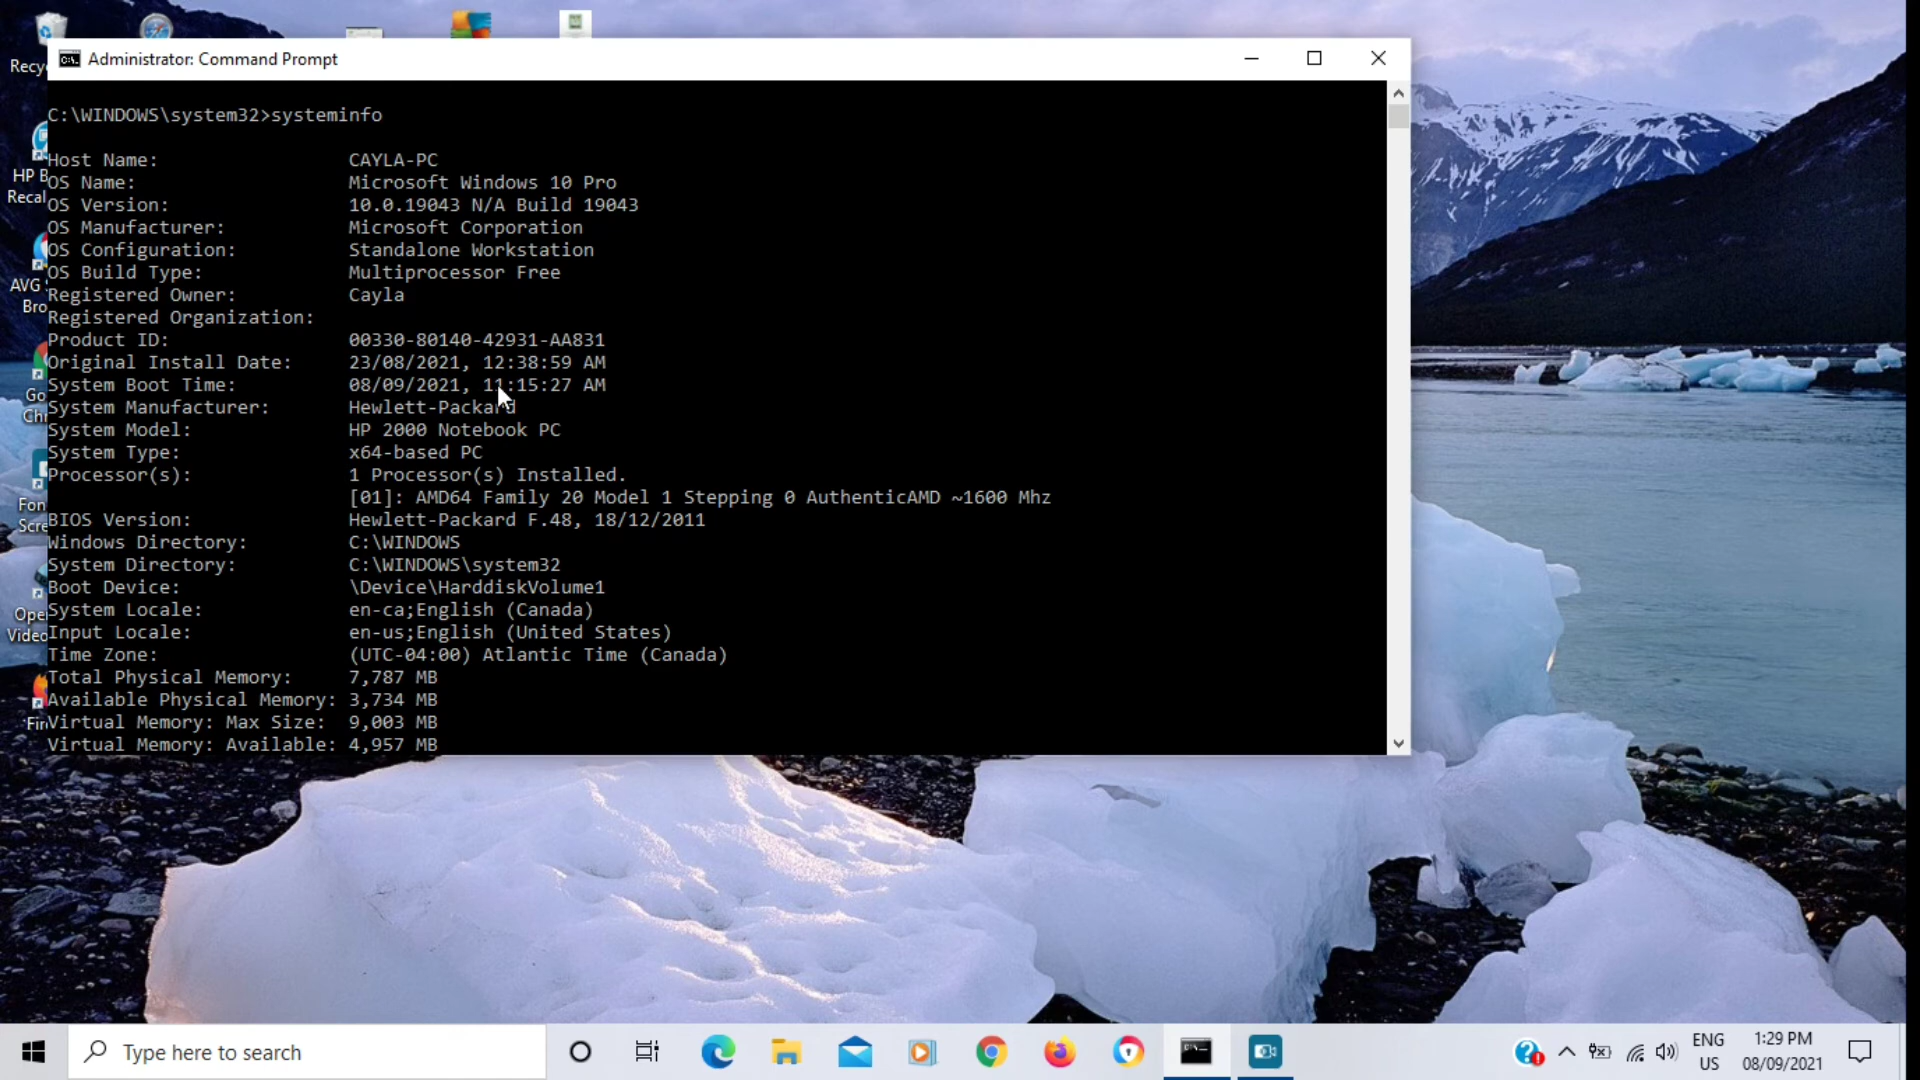 Recy
Administrator: Command Prompt
C:\WINDOWS\system32>systeminfo
Host Name: CAYLA-PC
OS Name: Microsoft Windows 10 Pro
OS Version: 10.0.19043 N/A Build 19043
OS Manufacturer: Microsoft Corporation
OS Configuration: Standalone Workstation
OS Build Type: Multiprocessor Free
Registered Owner: Cayla
Registered Organization:
Product ID: 00330-80140-42931-AA831
Original Install Date: 23/08/2021, 12:38:59 AM
System Boot Time: 08/09/2021, 11:15:27 AM
System Manufacturer: Hewlett-Packard
System Model: HP 2000 Notebook PC
System Type: x64-based PC
Processor(s): 1 Processor(s) Installed.
[01]: AMD64 Family 20 Model 1 Stepping 0 AuthenticAMD ~1600 Mhz
BIOS Version: Hewlett-Packard F.48, 18/12/2011
Windows Directory: C:\WINDOWS
System Directory: C:\WINDOWS\system32
Boot Device: \Device\HarddiskVolume1
System Locale: en-ca;English (Canada)
Input Locale: en-us;English (United States)
Time Zone: (UTC-04:00) Atlantic Time (Canada)
Total Physical Memory: 7,787 MB
Available Physical Memory: 3,734 MB
Virtual Memory: Max Size: 9,003 MB
Virtual Memory: Available: 4,957 MB
HP B
Recal
AVG S
Bro
Go
Chr
Fon
Scre
Ope
Video
Fir
Type here to search
ENG
US
1:29 PM
08/09/2021